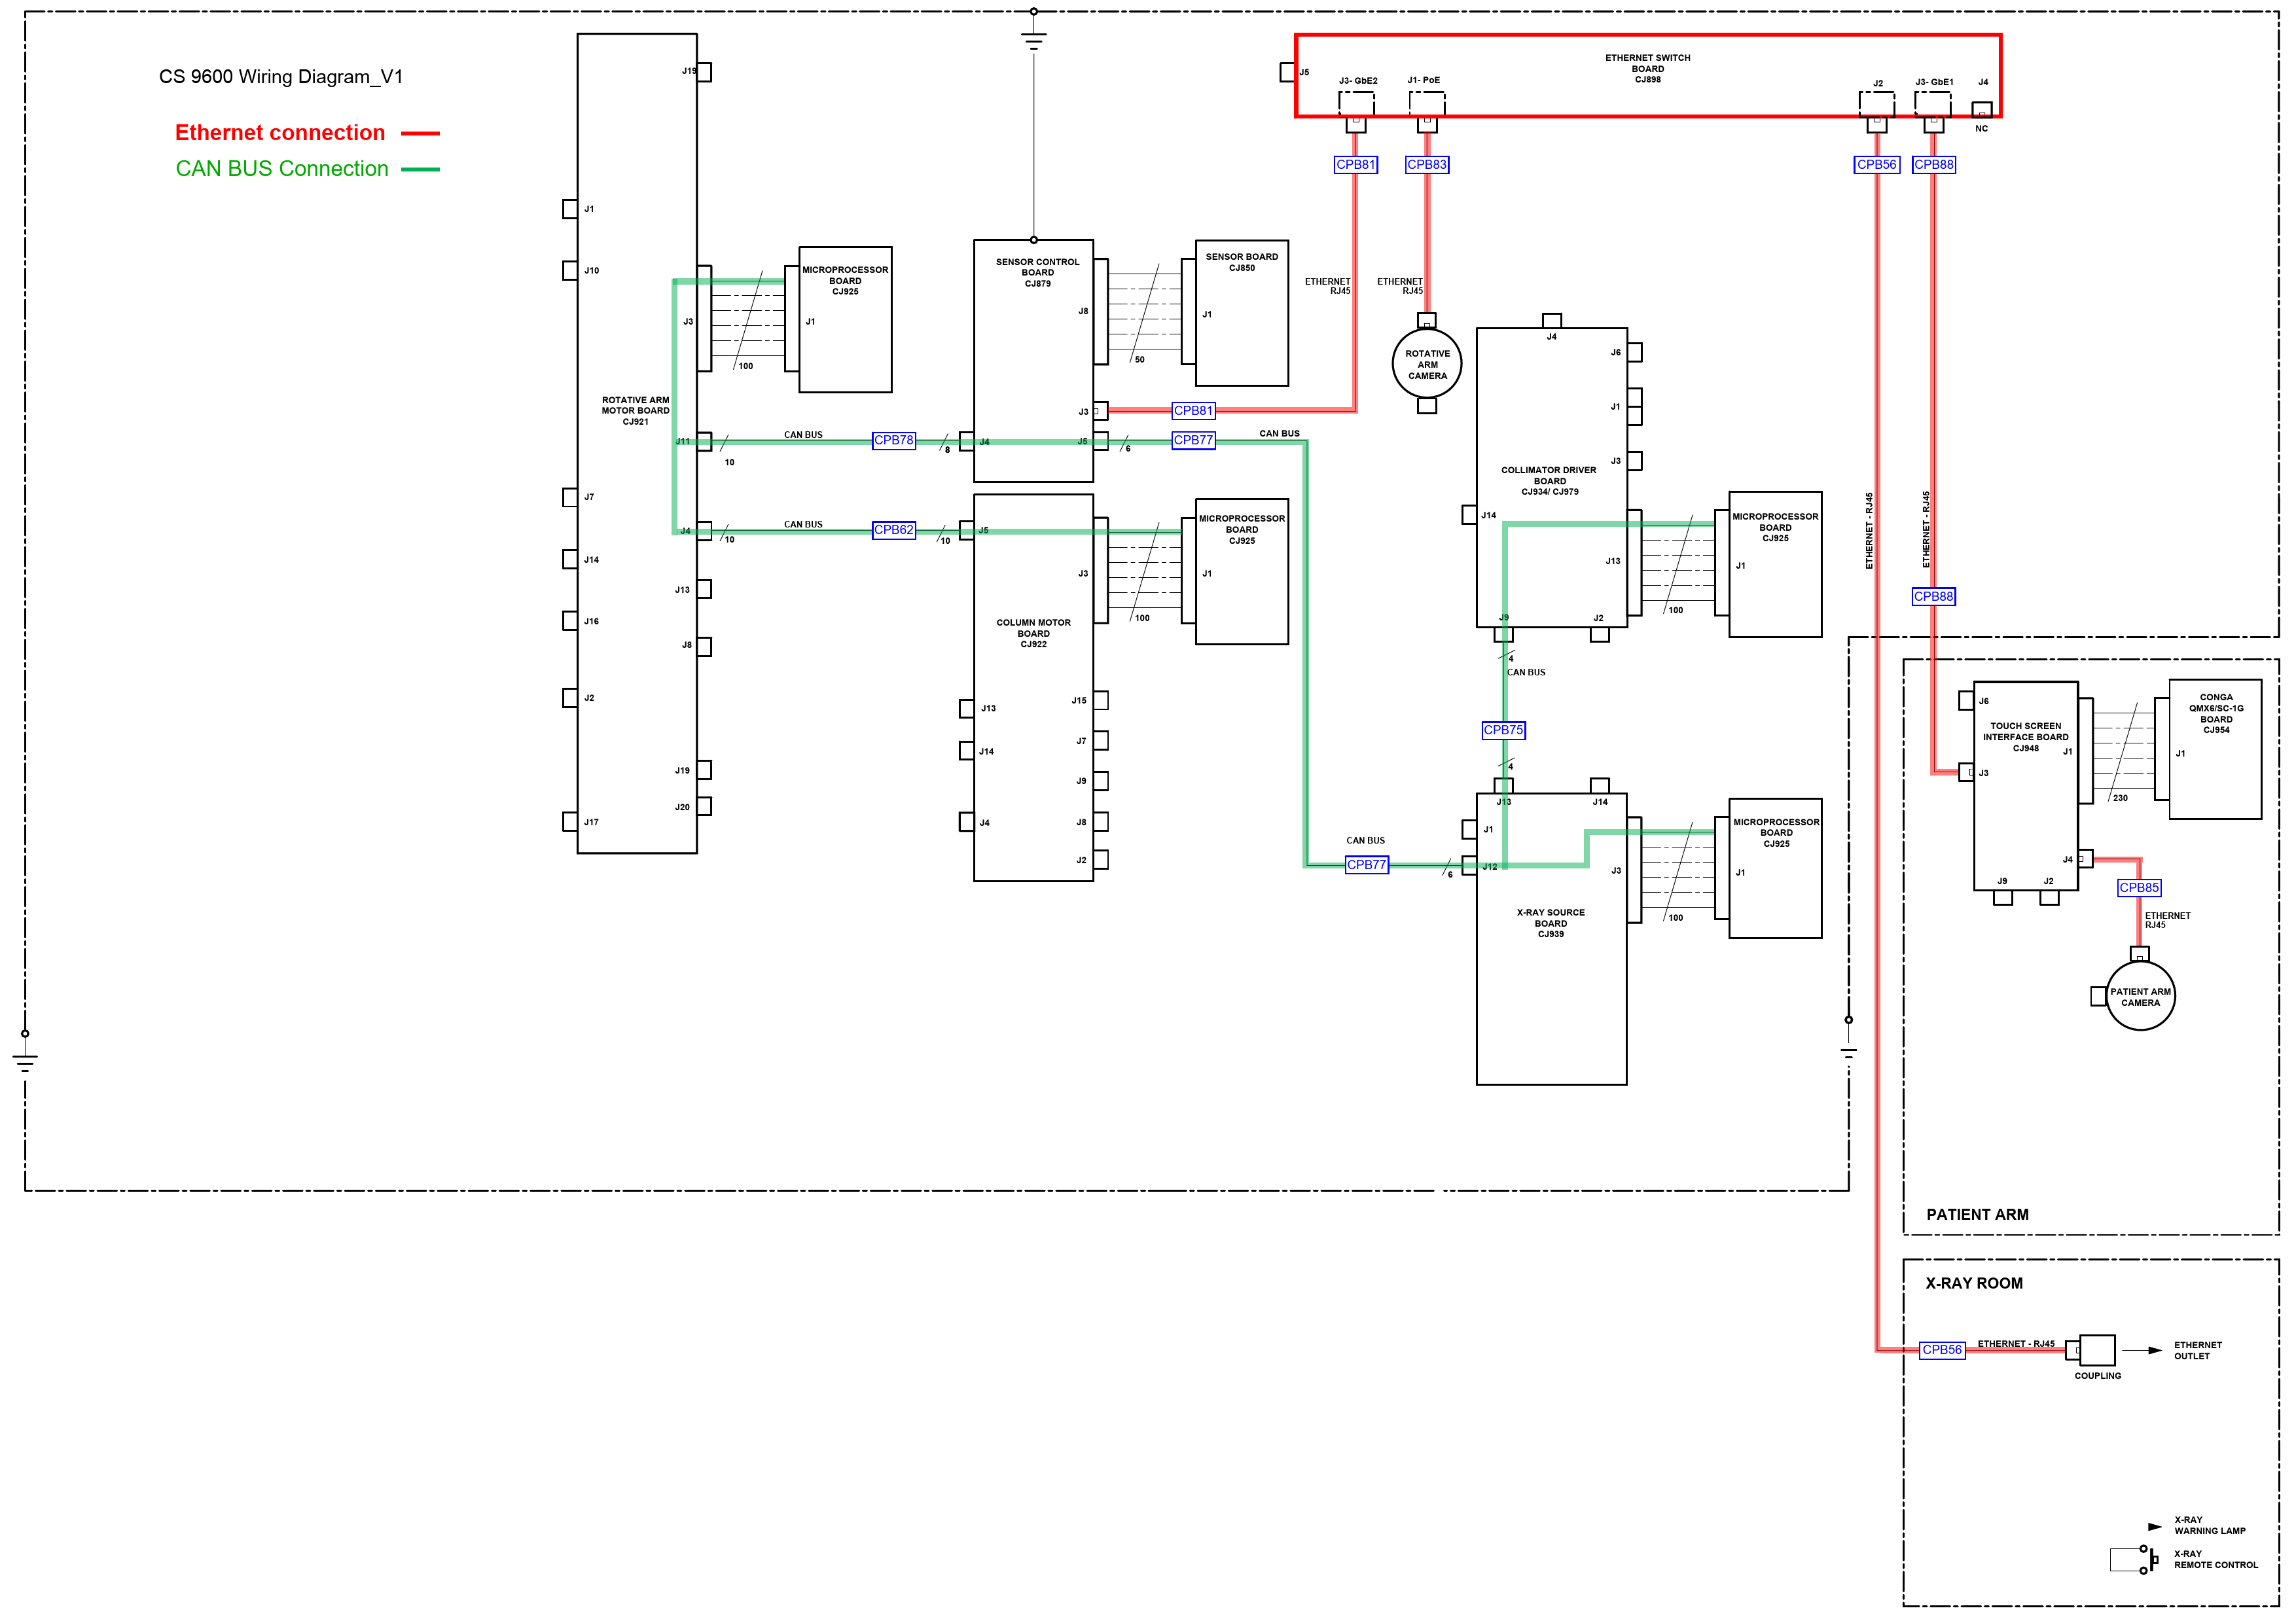 CS 9600 Wiring Diagram_V1
Ethernet connection
CAN BUS Connection
ETHERNET SWITCH
BOARD
CJ898
J5
J3- GbE2
J1- PoE
J2
J3- GbE1
J4
NC
CPB81
CPB83
CPB56
CPB88
ETHERNET
RJ45
ETHERNET
RJ45
ROTATIVE
ARM
CAMERA
J19
J1
J10
J3
ROTATIVE ARM
MOTOR BOARD
CJ921
J11
J7
J4
J14
J13
J16
J8
J2
J19
J20
J17
MICROPROCESSOR
BOARD
CJ925
J1
100
10
CAN BUS
CPB78
8
10
CAN BUS
CPB62
10
SENSOR CONTROL
BOARD
CJ879
J8
J3
J4
J5
50
SENSOR BOARD
CJ850
J1
CPB81
6
CPB77
CAN BUS
J5
J3
COLUMN MOTOR
BOARD
CJ922
J13
J15
J14
J7
J9
J4
J8
J2
100
MICROPROCESSOR
BOARD
CJ925
J1
J4
J6
J1
J3
COLLIMATOR DRIVER
BOARD
CJ934/ CJ979
J14
J13
J9
J2
100
MICROPROCESSOR
BOARD
CJ925
J1
4
CAN BUS
CPB75
4
J13
J14
J1
J12
J3
CAN BUS
CPB77
6
X-RAY SOURCE
BOARD
CJ939
100
MICROPROCESSOR
BOARD
CJ925
J1
ETHERNET - RJ45
ETHERNET - RJ45
CPB88
J6
TOUCH SCREEN
INTERFACE BOARD
CJ948
J1
J3
J4
J9
J2
230
CONGA
QMX6/SC-1G
BOARD
CJ954
J1
CPB85
ETHERNET
RJ45
PATIENT ARM
CAMERA
PATIENT ARM
X-RAY ROOM
CPB56
ETHERNET - RJ45
COUPLING
ETHERNET
OUTLET
X-RAY
WARNING LAMP
X-RAY
REMOTE CONTROL